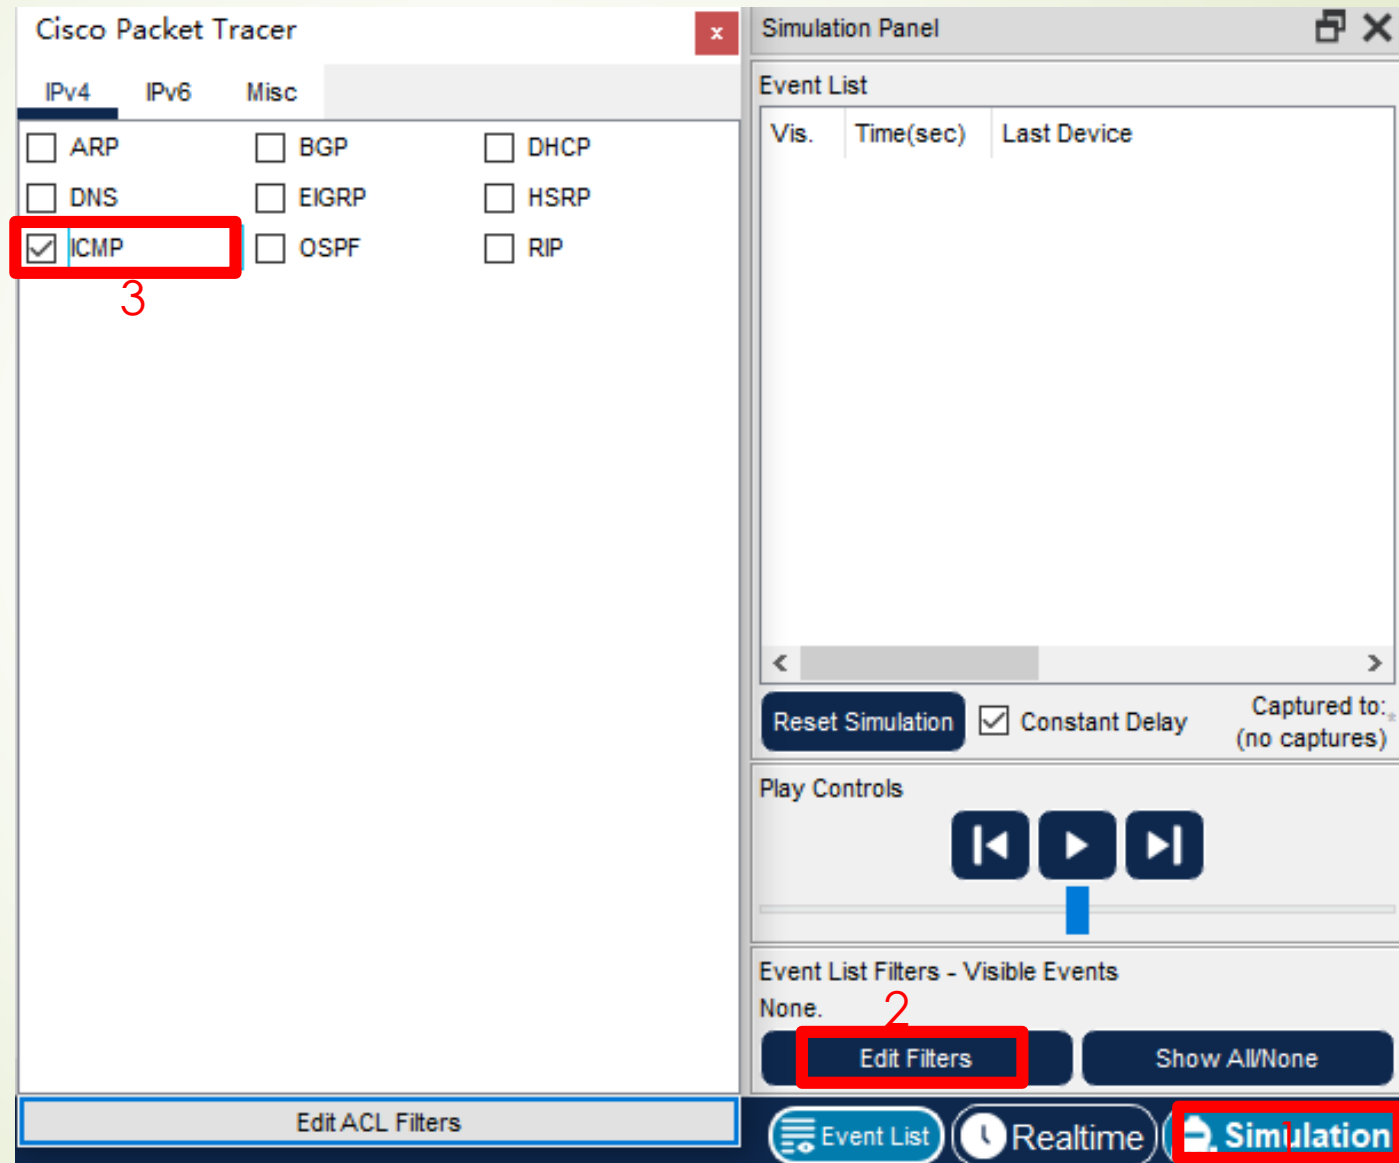 Cisco Packet Tracer
x
IPv4 IPv6 Misc
ARP BGP DHCP
DNS EIGRP HSRP
ICMP OSPF RIP
3
Edit ACL Filters
Simulation Panel
Event List
Vis. Time(sec) Last Device
Reset Simulation Constant Delay Captured to:*
(no captures)
Play Controls
Event List Filters - Visible Events
None.
2
Edit Filters Show All/None
Event List Realtime Simulation
1